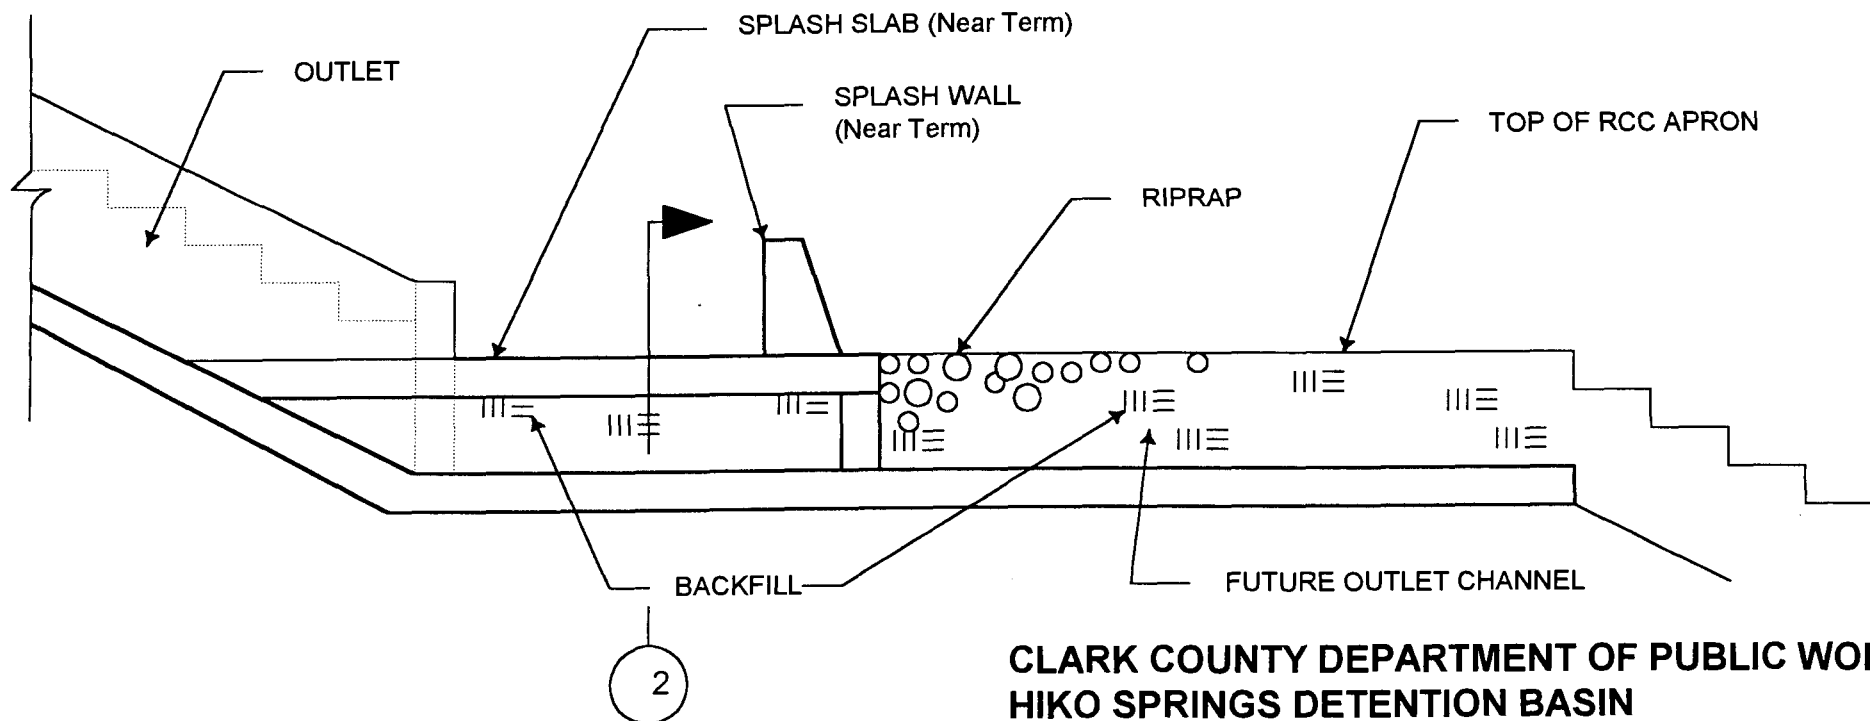 SPLASH SLAB (Near Term)
OUTLET
SPLASH WALL
(Near Term)
TOP OF RCC APRON
RIPRAP
BACKFILL
FUTURE OUTLET CHANNEL
2
CLARK COUNTY DEPARTMENT OF PUBLIC
HIKO SPRINGS DETENTION BASIN